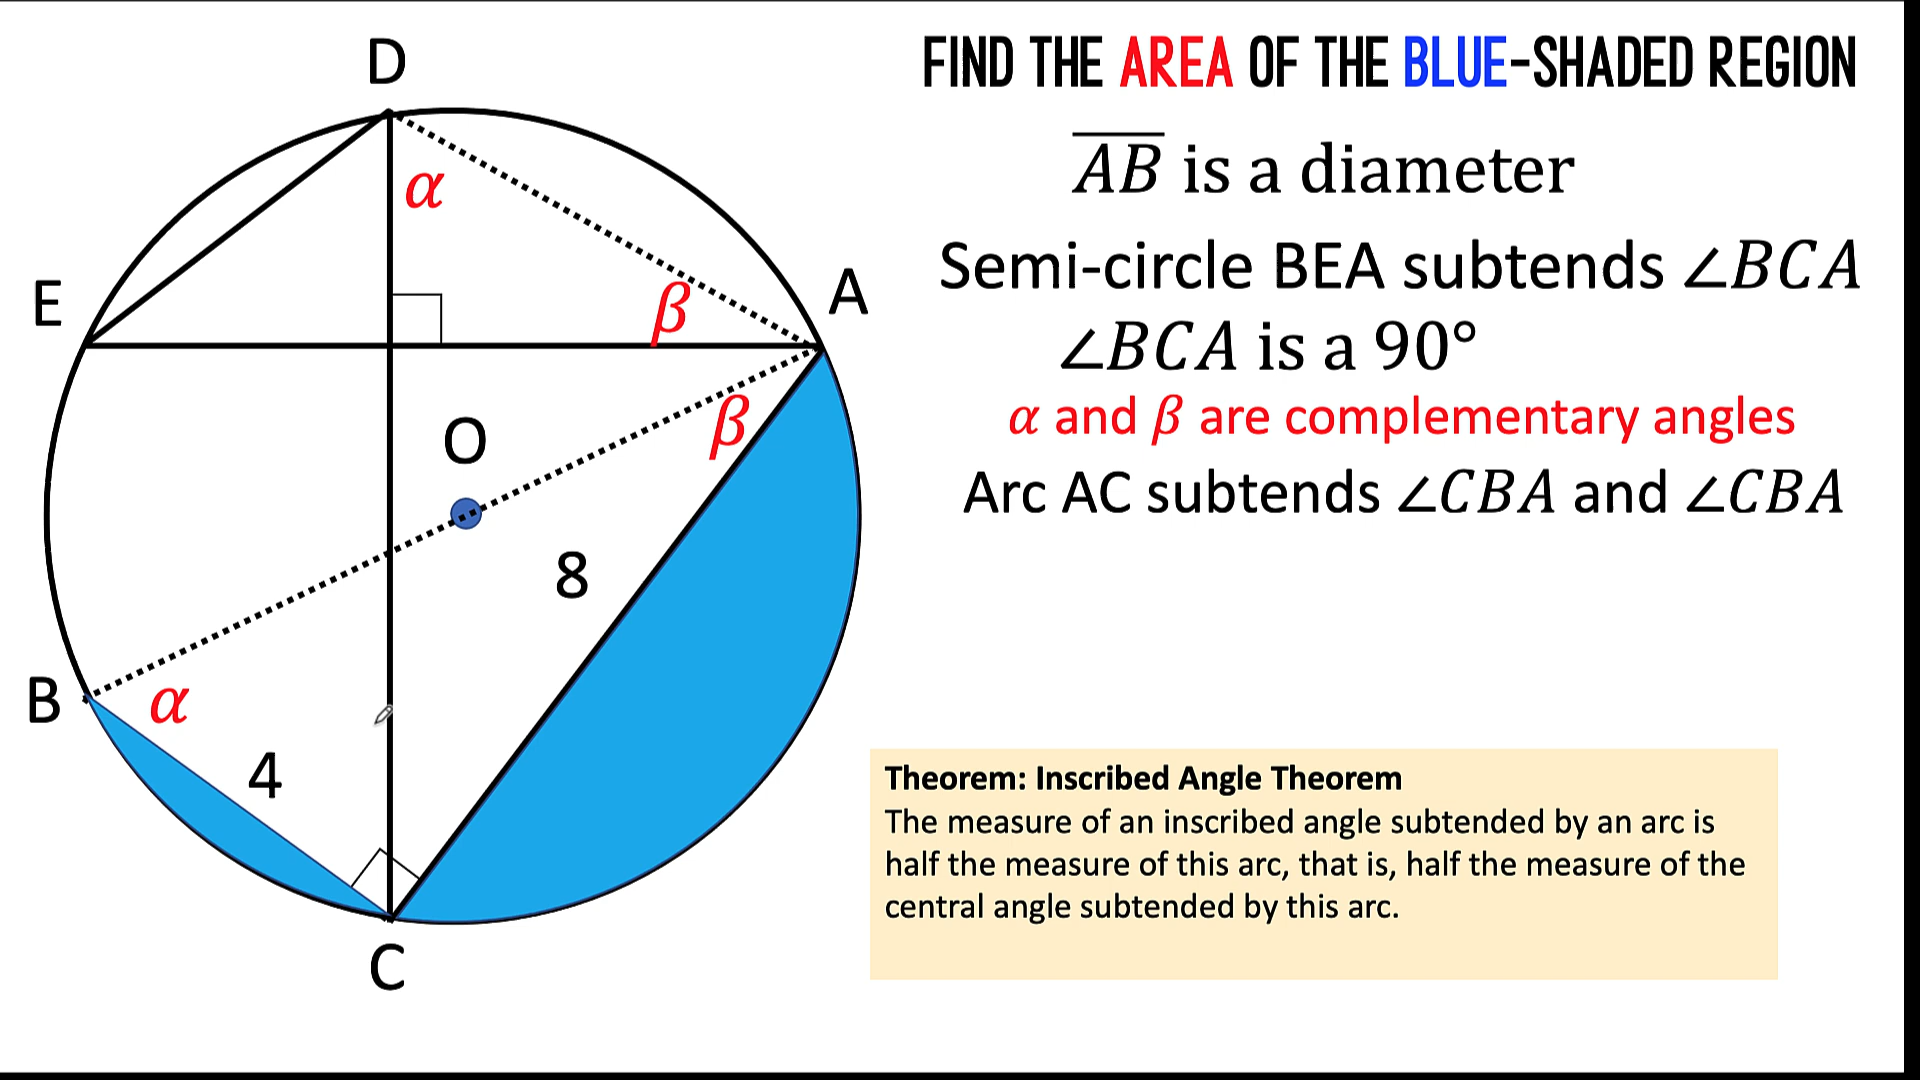 D
FIND THE AREA OF THE BLUE-SHADED REGION
AB is a diameter
α
Semi-circle BEA subtends ∠BCA
E
β
A
∠BCA is a 90°
α and β are complementary angles
β
O
Arc AC subtends ∠CBA and ∠CBA
8
B
α
4
Theorem: Inscribed Angle Theorem
The measure of an inscribed angle subtended by an arc is
half the measure of this arc, that is, half the measure of the
central angle subtended by this arc.
C